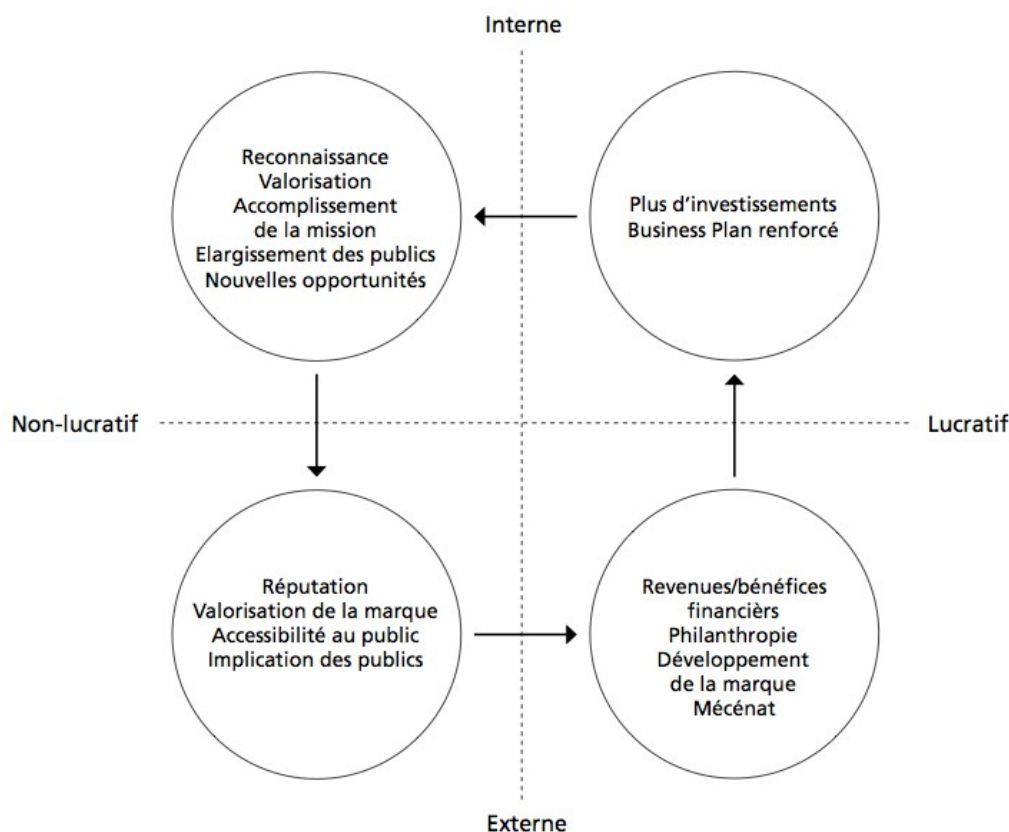 Interne
Reconnaissance
Valorisation
Accomplissement
de la mission
Elargissement des publics
Nouvelles opportunités
Plus d'investissements
Business Plan renforcé
Non-lucratif
Lucratif
Réputation
Valorisation de la marque
Accessibilité au public
Implication des publics
Revenues/bénéfices
financièrs
Philanthropie
Développement
de la marque
Mécénat
Externe